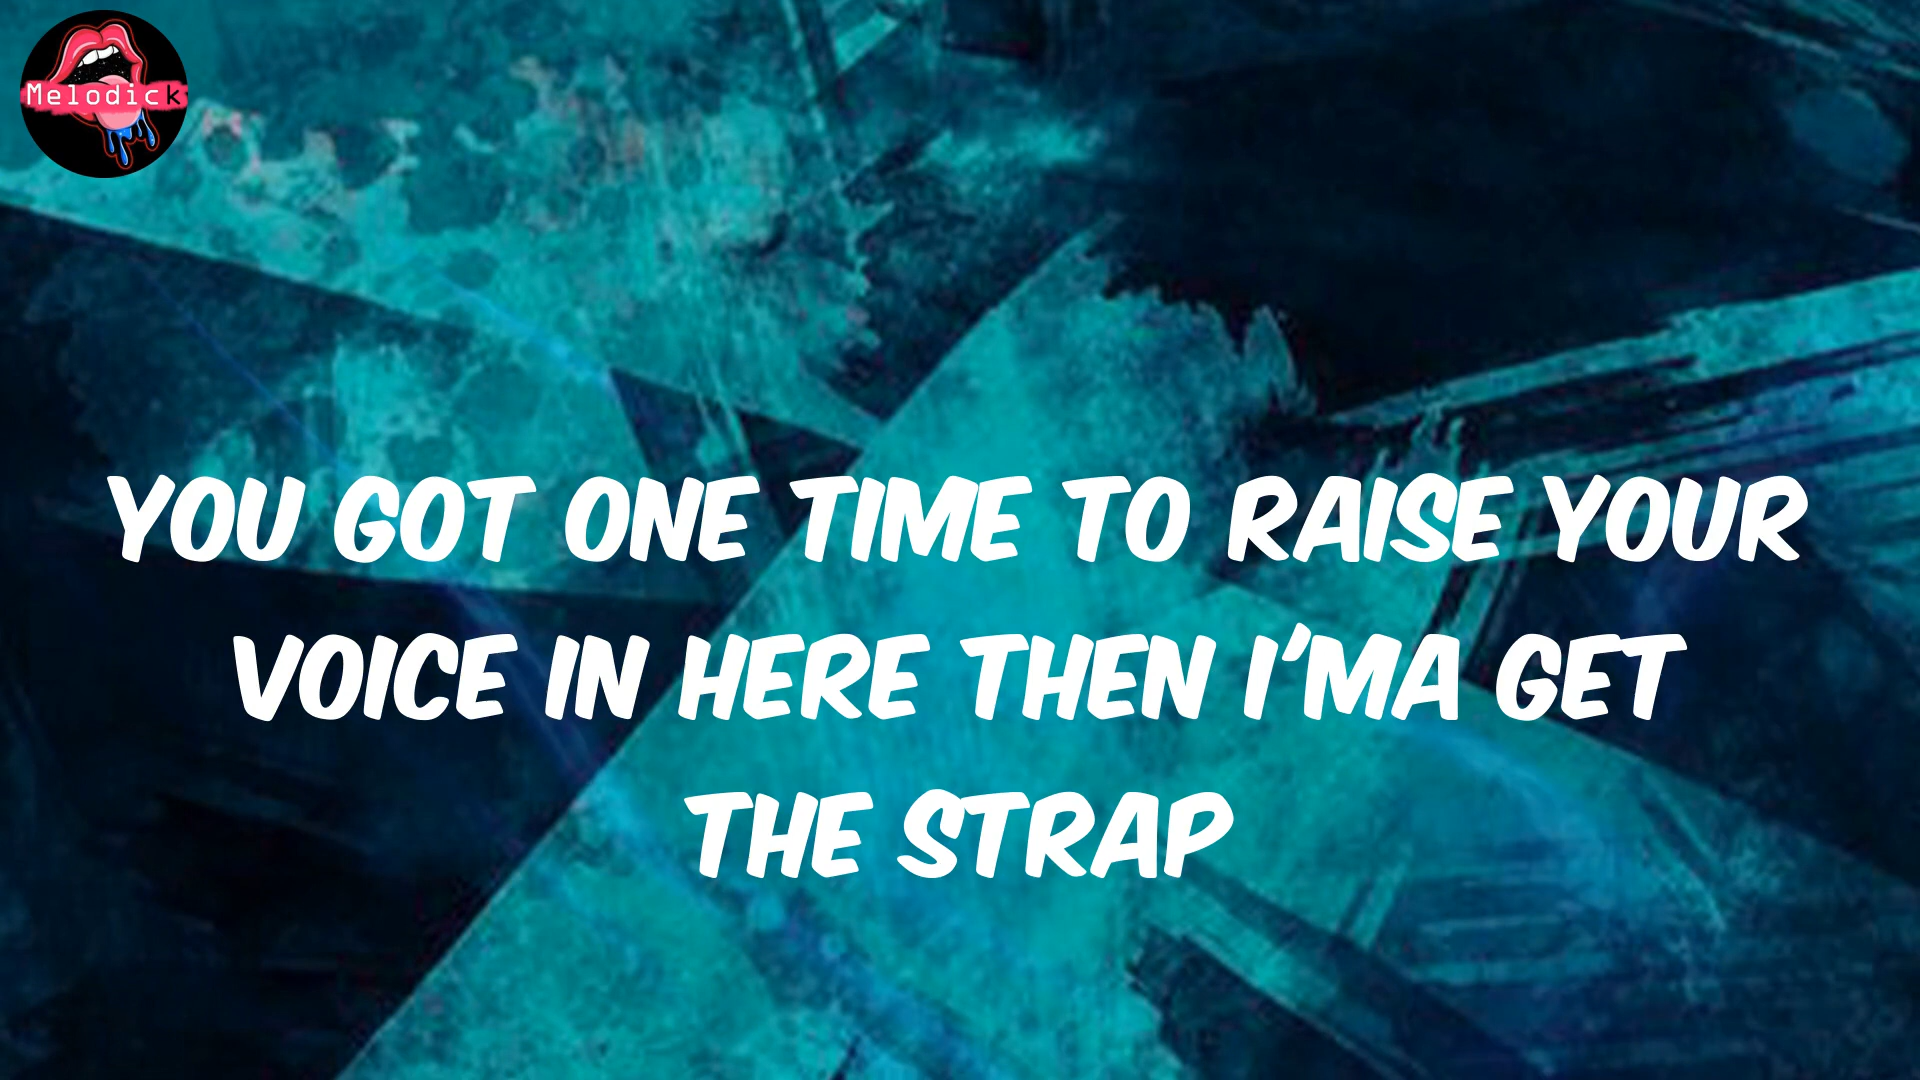 Melodick
YOU GOT ONE TIME TO RAISE YOUR
VOICE IN HERE THEN I'MA GET
THE STRAP